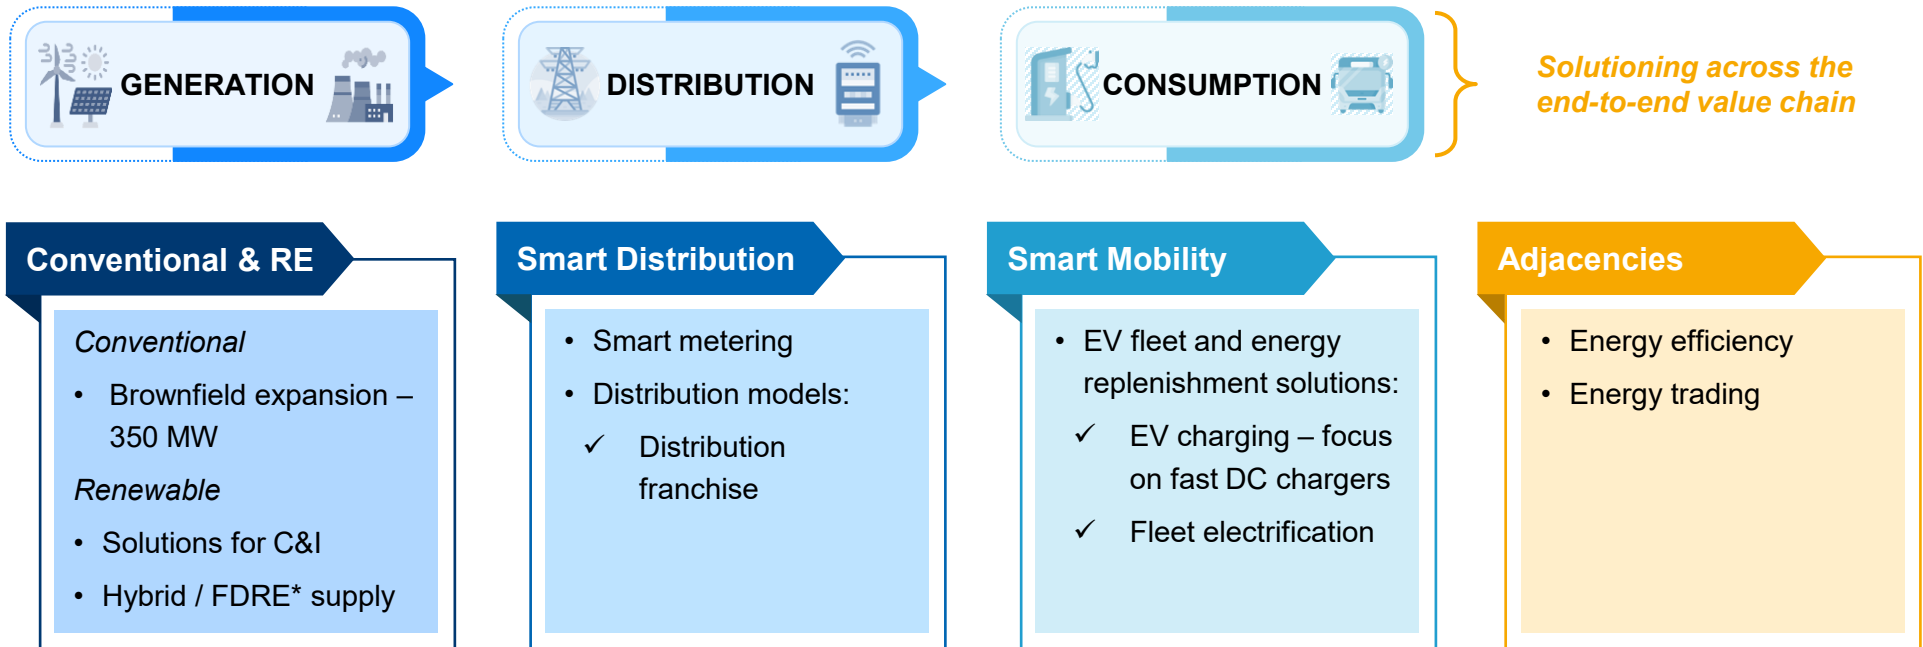 GENERATION
DISTRIBUTION
CONSUMPTION
Solutioning across the
end-to-end value chain
Conventional & RE
Conventional
• Brownfield expansion –
350 MW
Renewable
• Solutions for C&I
• Hybrid / FDRE* supply
Smart Distribution
• Smart metering
• Distribution models:
✓ Distribution
franchise
Smart Mobility
• EV fleet and energy
replenishment solutions:
✓ EV charging – focus
on fast DC chargers
✓ Fleet electrification
Adjacencies
• Energy efficiency
• Energy trading